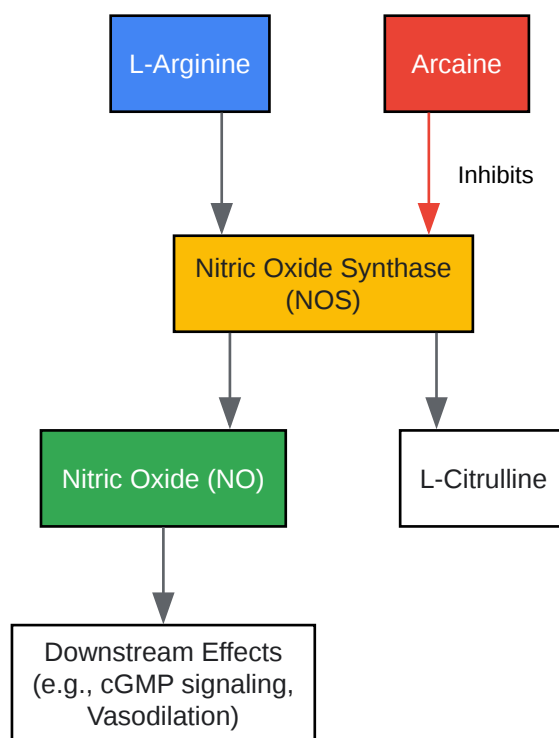 L-Arginine
Arcaine
Inhibits
Nitric Oxide Synthase
(NOS)
Nitric Oxide (NO)
L-Citrulline
Downstream Effects
(e.g., cGMP signaling,
Vasodilation)